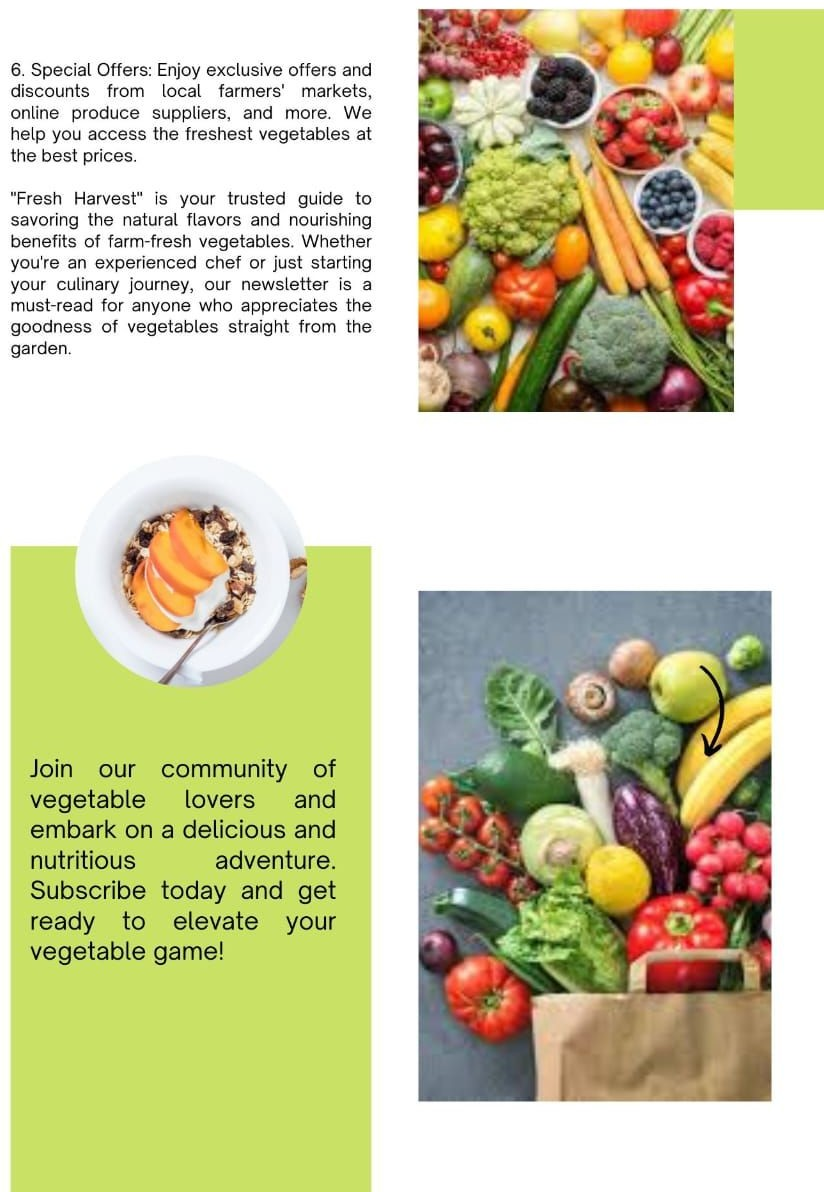 6. Special Offers: Enjoy exclusive offers and
discounts from local farmers' markets,
online produce suppliers, and more. We
help you access the freshest vegetables at
the best prices.
"Fresh Harvest" is your trusted guide to
savoring the natural flavors and nourishing
benefits of farm-fresh vegetables. Whether
you're an experienced chef or just starting
your culinary journey, our newsletter is a
must-read for anyone who appreciates the
goodness of vegetables straight from the
garden.
Join our community of
vegetable lovers and
embark on a delicious and
nutritious adventure.
Subscribe today and get
ready to elevate your
vegetable game!